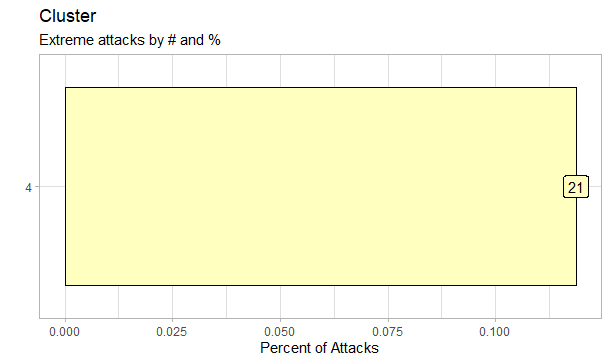 Cluster
Extreme attacks by # and %
4
21
0.000 0.025 0.050 0.075 0.100
Percent of Attacks